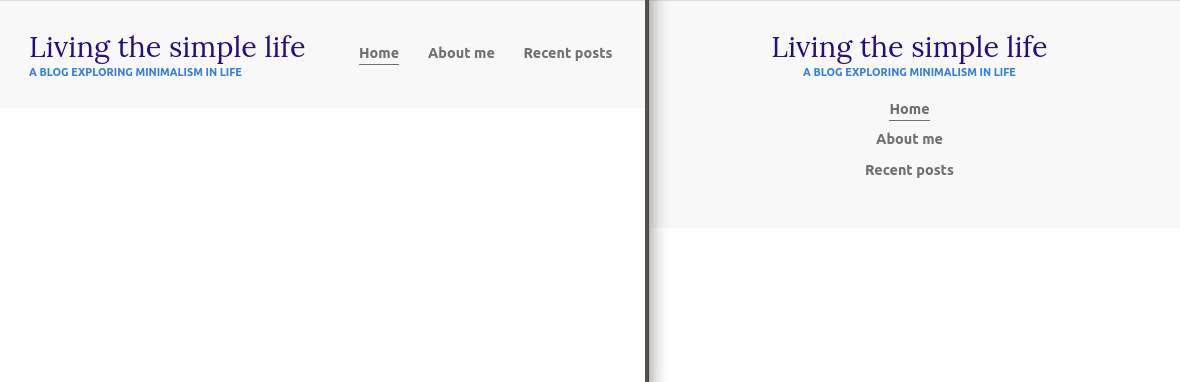 Living the simple life
A BLOG EXPLORING MINIMALISM IN LIFE
Home About me Recent posts
Living the simple life
A BLOG EXPLORING MINIMALISM IN LIFE
Home
About me
Recent posts